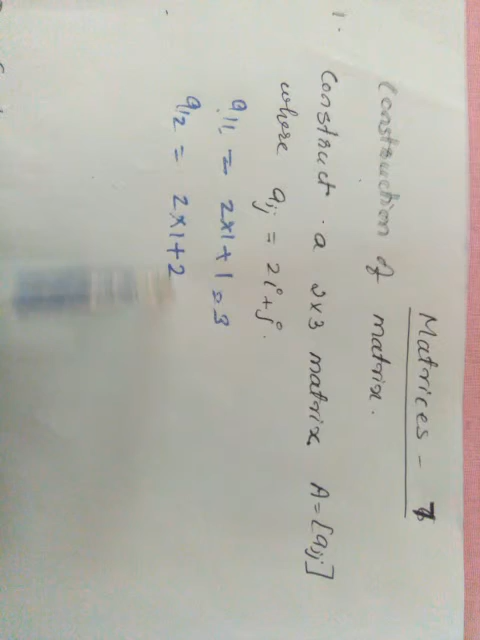 Matrices -
Construction of matrix.
1. Construct a 2x3 matrix A=[aij]
where aij = 2i+j.
a11 = 2x1+1=3
a12 = 2x1+2